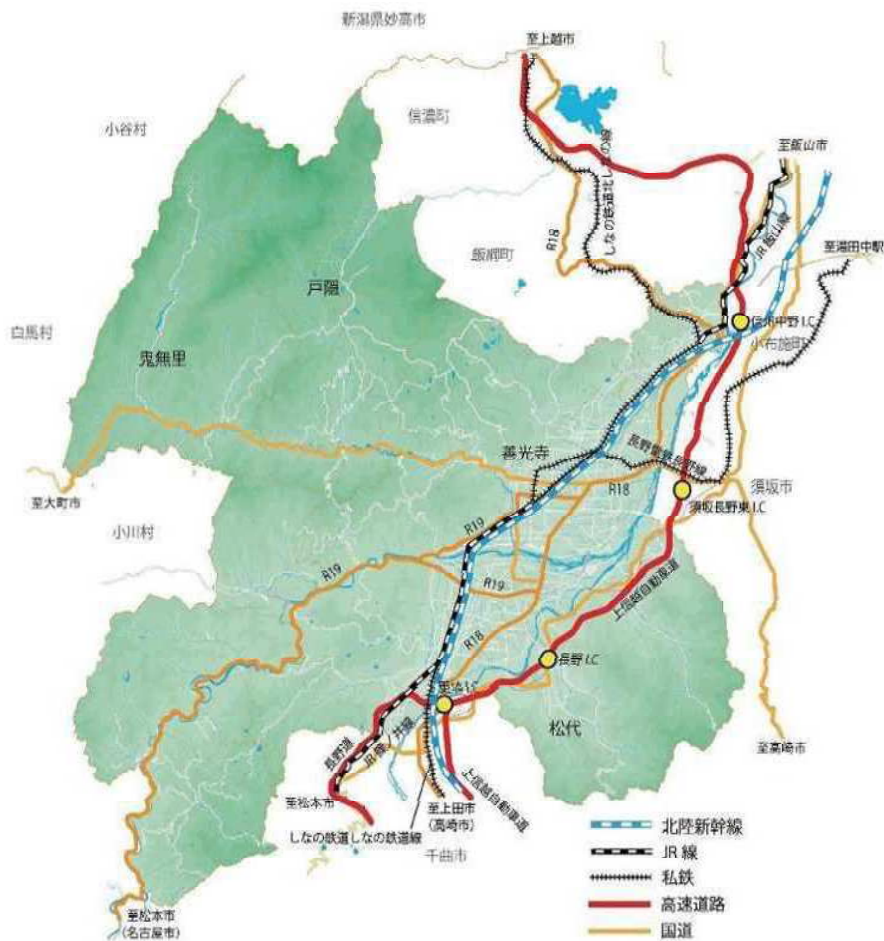 新潟県妙高市
至上越市
小谷村
信濃町
至飯山市
しなの鉄道北しなの線
JR飯山線
R18
至湯田中駅
飯綱町
戸隠
白馬村
鬼無里
信州中野I.C
小布施町
善光寺
長野電鉄長野線
R18
須坂市
至大町市
須坂長野東I.C
小川村
R19
R19
R19
上信越自動車道
R18
長野I.C
更埴I.C
松代
至高崎市
長野道
JR篠ノ井線
上信越自動車道
至松本市
至上田市
(高崎市)
しなの鉄道しなの鉄道線
千曲市
北陸新幹線
JR線
私鉄
高速道路
国道
至松本市
(名古屋市)